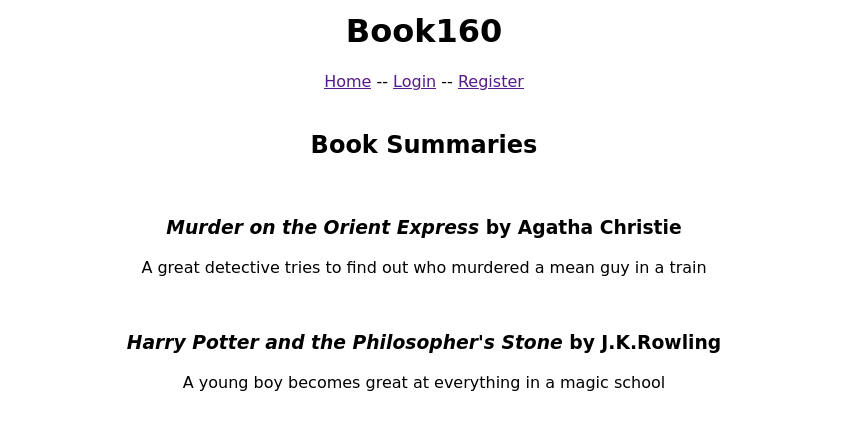 Book160
Home -- Login -- Register
Book Summaries
Murder on the Orient Express by Agatha Christie
A great detective tries to find out who murdered a mean guy in a train
Harry Potter and the Philosopher's Stone by J.K.Rowling
A young boy becomes great at everything in a magic school